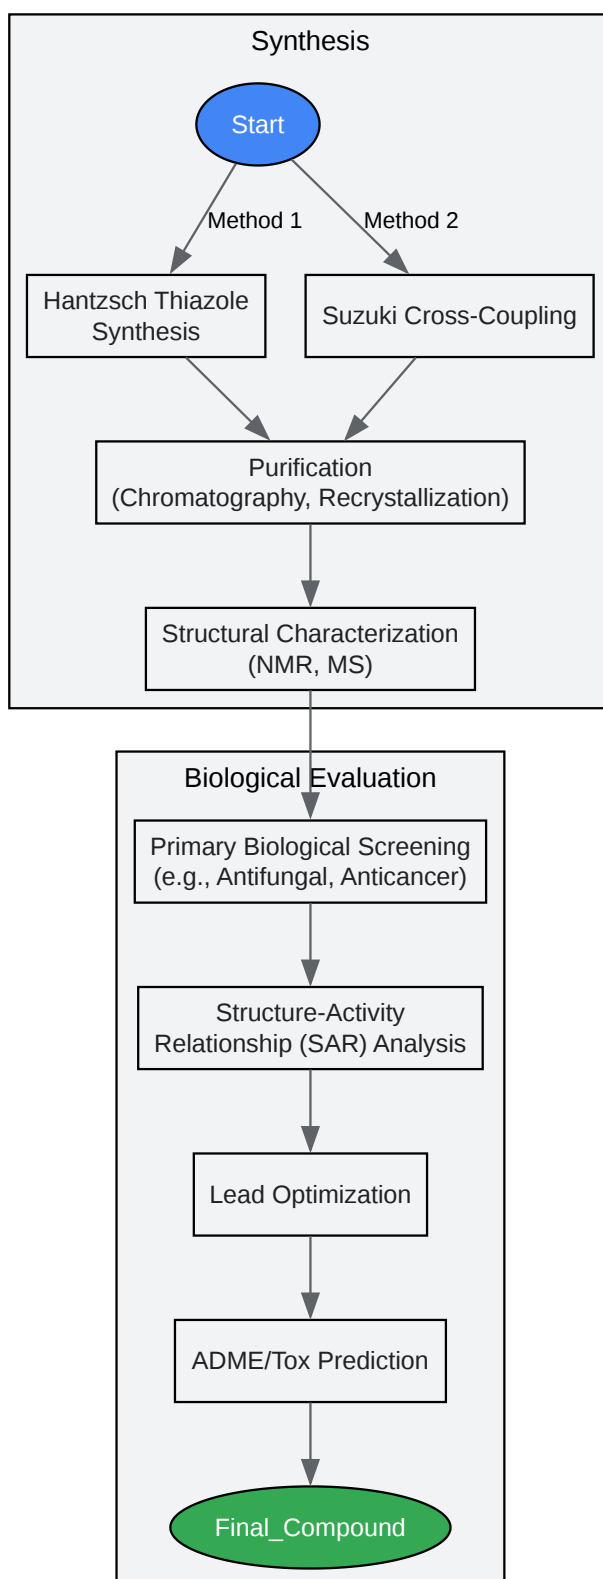 Synthesis
Start
Method 1
Method 2
Hantzsch Thiazole
Synthesis
Suzuki Cross-Coupling
Purification
(Chromatography, Recrystallization)
Structural Characterization
(NMR, MS)
Biological Evaluation
Primary Biological Screening
(e.g., Antifungal, Anticancer)
Structure-Activity
Relationship (SAR) Analysis
Lead Optimization
ADME/Tox Prediction
Final_Compound